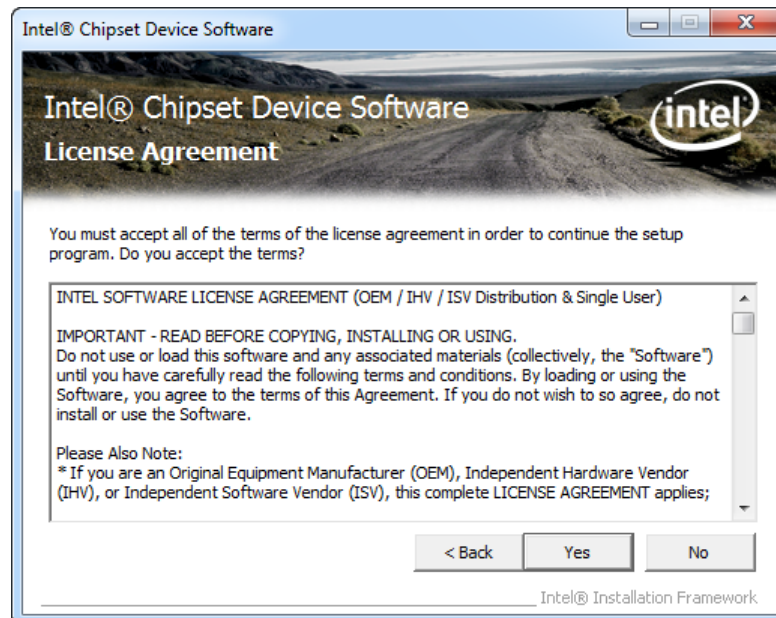 Intel® Chipset Device Software
Intel® Chipset Device Software
intel
License Agreement
You must accept all of the terms of the license agreement in order to continue the setup
program. Do you accept the terms?
INTEL SOFTWARE LICENSE AGREEMENT (OEM / IHV / ISV Distribution & Single User)
IMPORTANT - READ BEFORE COPYING, INSTALLING OR USING.
Do not use or load this software and any associated materials (collectively, the "Software")
until you have carefully read the following terms and conditions. By loading or using the
Software, you agree to the terms of this Agreement. If you do not wish to so agree, do not
install or use the Software.
Please Also Note:
* If you are an Original Equipment Manufacturer (OEM), Independent Hardware Vendor
(IHV), or Independent Software Vendor (ISV), this complete LICENSE AGREEMENT applies;
< Back Yes No
Intel® Installation Framework